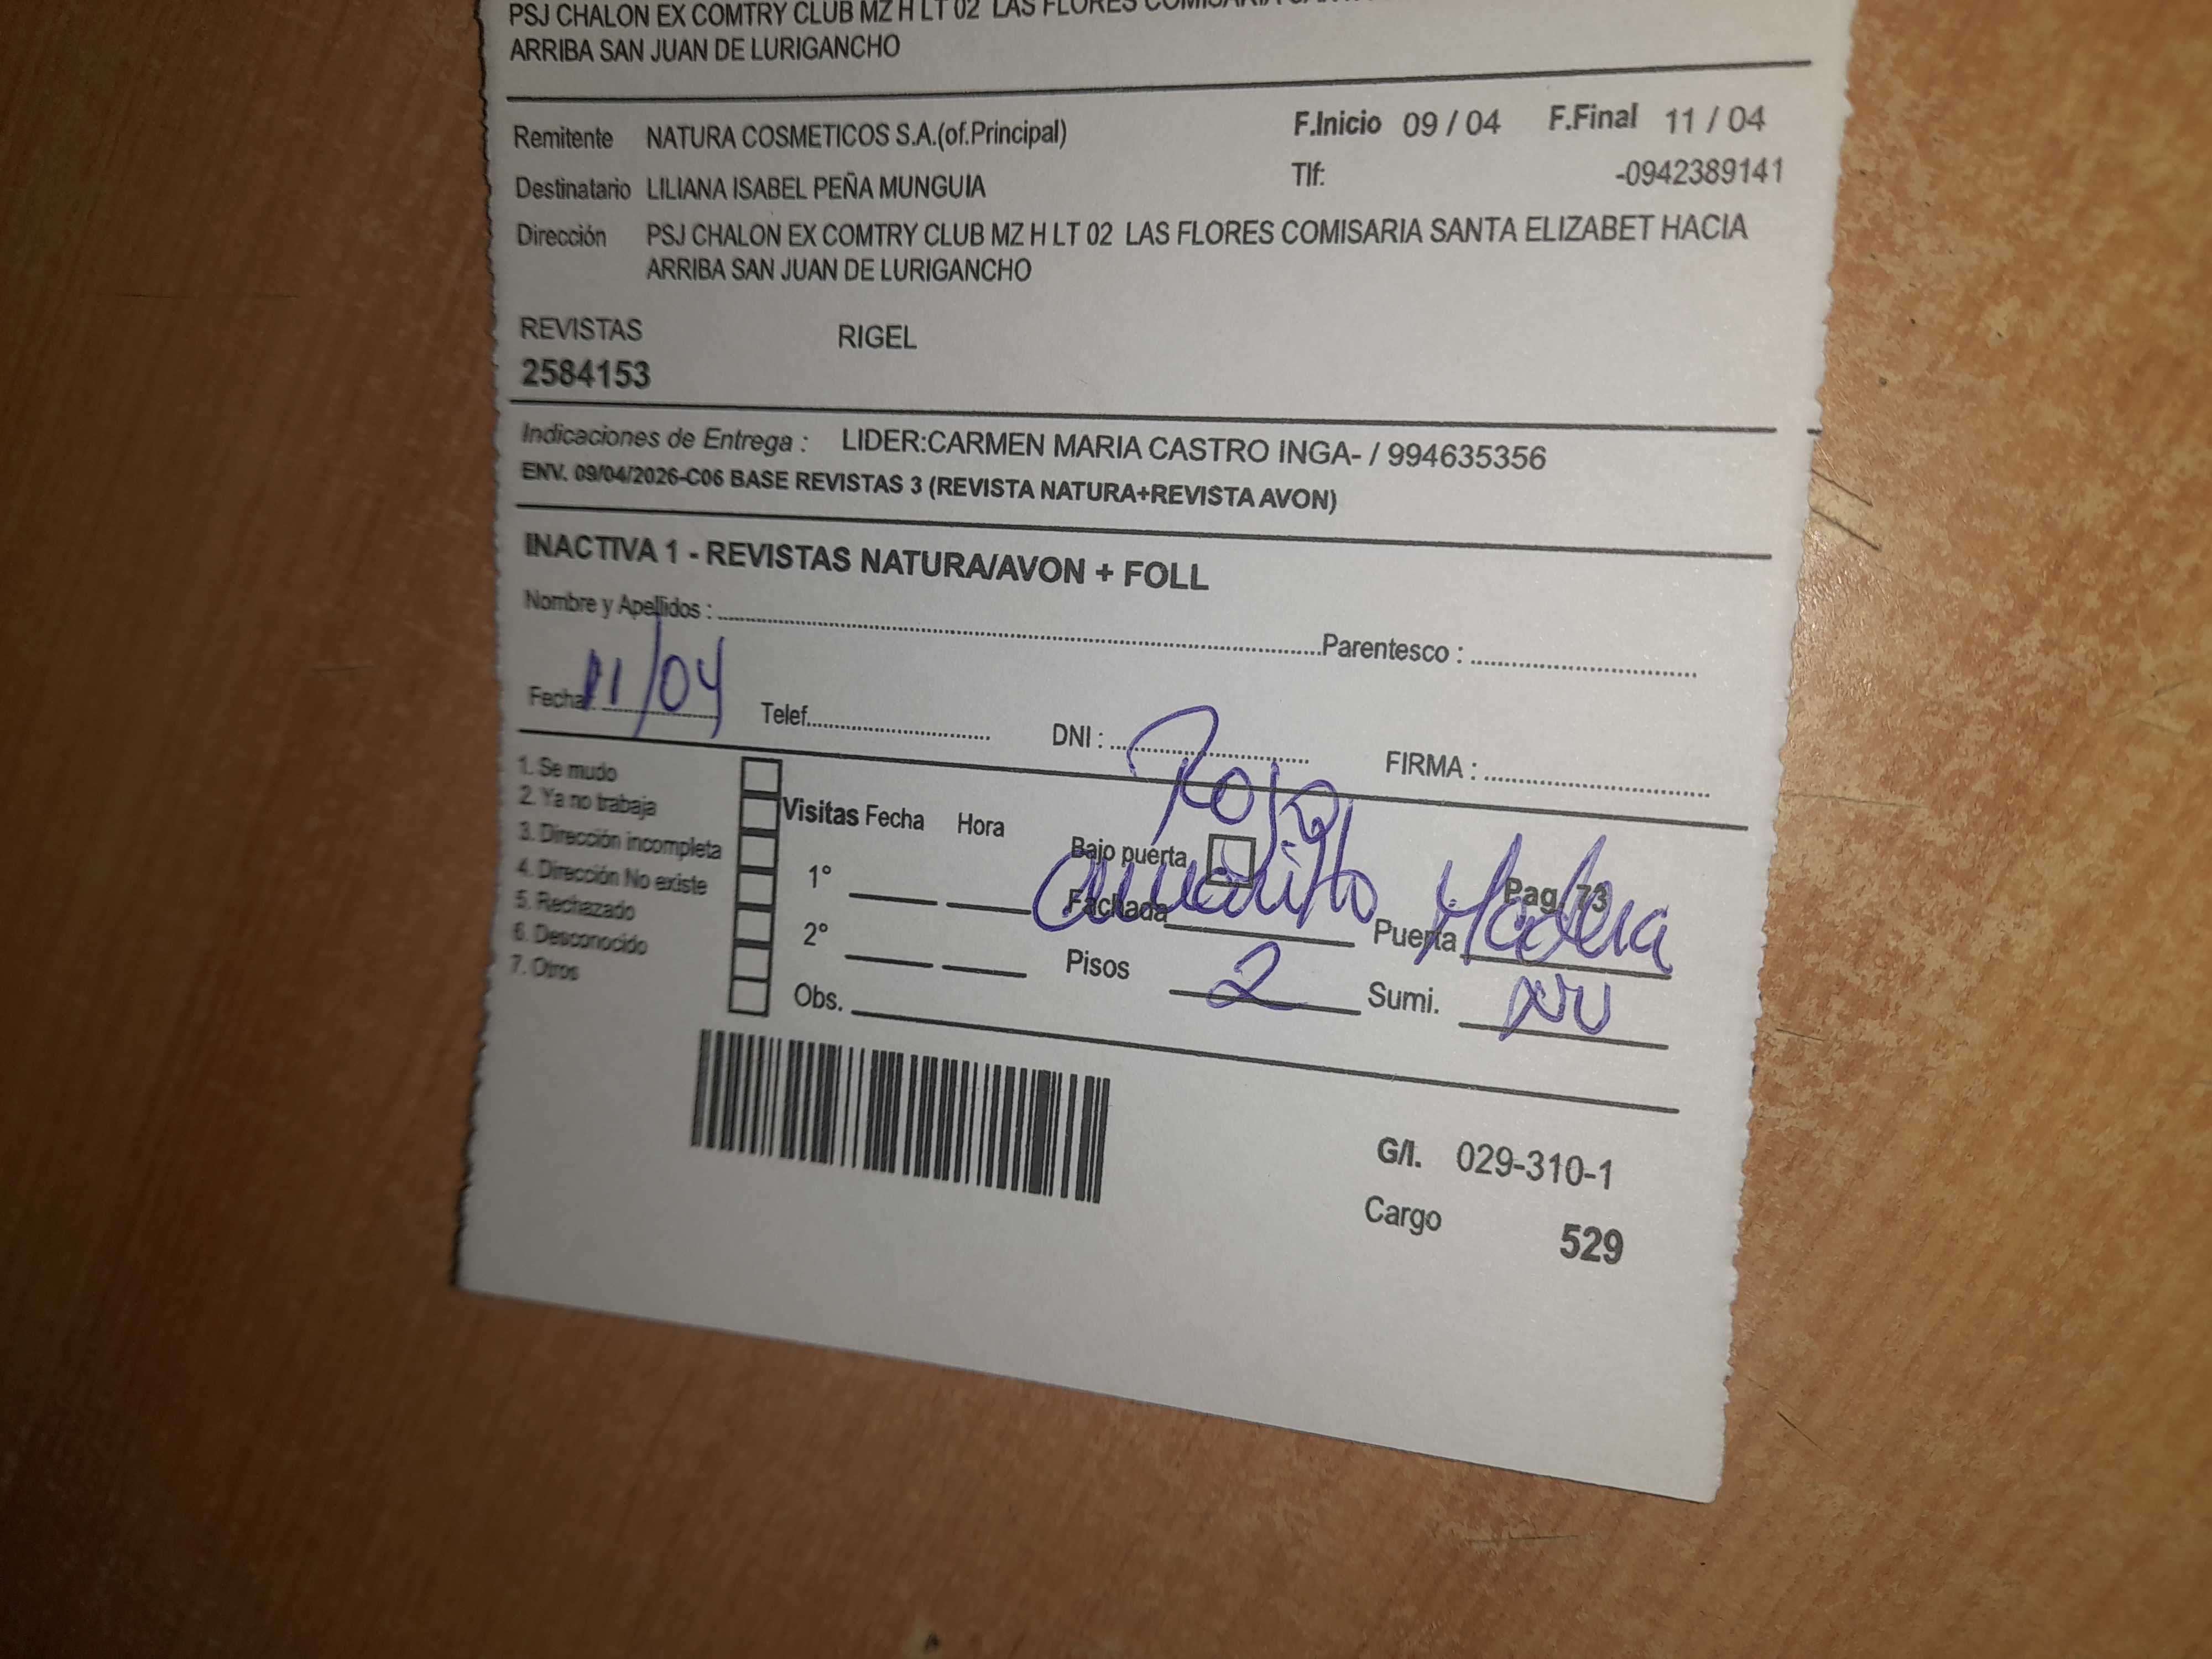 PSJ CHALON EX COMTRY CLUB MZ H LT 02 LAS FLORES COMISARIA
ARRIBA SAN JUAN DE LURIGANCHO
Remitente NATURA COSMETICOS S.A.(of.Principal) F.Inicio 09 / 04 F.Final 11 / 04
Destinatario LILIANA ISABEL PEÑA MUNGUIA Tlf: -0942389141
Dirección PSJ CHALON EX COMTRY CLUB MZ H LT 02 LAS FLORES COMISARIA SANTA ELIZABET HACIA
ARRIBA SAN JUAN DE LURIGANCHO
REVISTAS RIGEL
2584153
Indicaciones de Entrega : LIDER:CARMEN MARIA CASTRO INGA- / 994635356
ENV. 09/04/2026-C06 BASE REVISTAS 3 (REVISTA NATURA+REVISTA AVON)
INACTIVA 1 - REVISTAS NATURA/AVON + FOLL
Nombre y Apellidos : Parentesco :
Fecha: 11/04 Telef. DNI : FIRMA :
1. Se mudo
2. Ya no trabaja
3. Dirección incompleta
4. Dirección No existe
5. Rechazado
6. Desconocido
7. Otros
Visitas Fecha Hora
1°
2°
Obs.
Rojo
Bajo puerta Pag. 73
Fachada amarillo Puerta Madera
Pisos 2 Sumi.
G/I. 029-310-1
Cargo 529